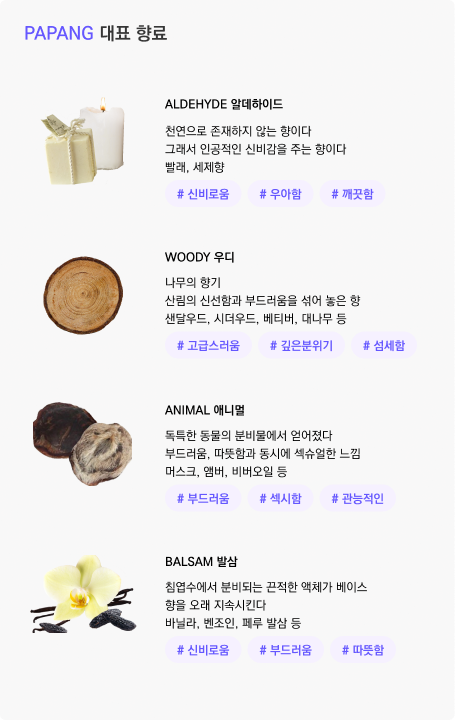 PAPANG 대표 향료
ALDEHYDE 알데하이드
천연으로 존재하지 않는 향이다
그래서 인공적인 신비감을 주는 향이다
빨래, 세제향
# 신비로움 # 우아함 # 깨끗함
WOODY 우디
나무의 향기
산림의 신선함과 부드러움을 섞어 놓은 향
샌달우드, 시더우드, 베티버, 대나무 등
# 고급스러움 # 깊은분위기 # 섬세함
ANIMAL 애니멀
독특한 동물의 분비물에서 얻어졌다
부드러움, 따뜻함과 동시에 섹슈얼한 느낌
머스크, 앰버, 비버오일 등
# 부드러움 # 섹시함 # 관능적인
BALSAM 발삼
침엽수에서 분비되는 끈적한 액체가 베이스
향을 오래 지속시킨다
바닐라, 벤조인, 페루 발삼 등
# 신비로움 # 부드러움 # 따뜻함